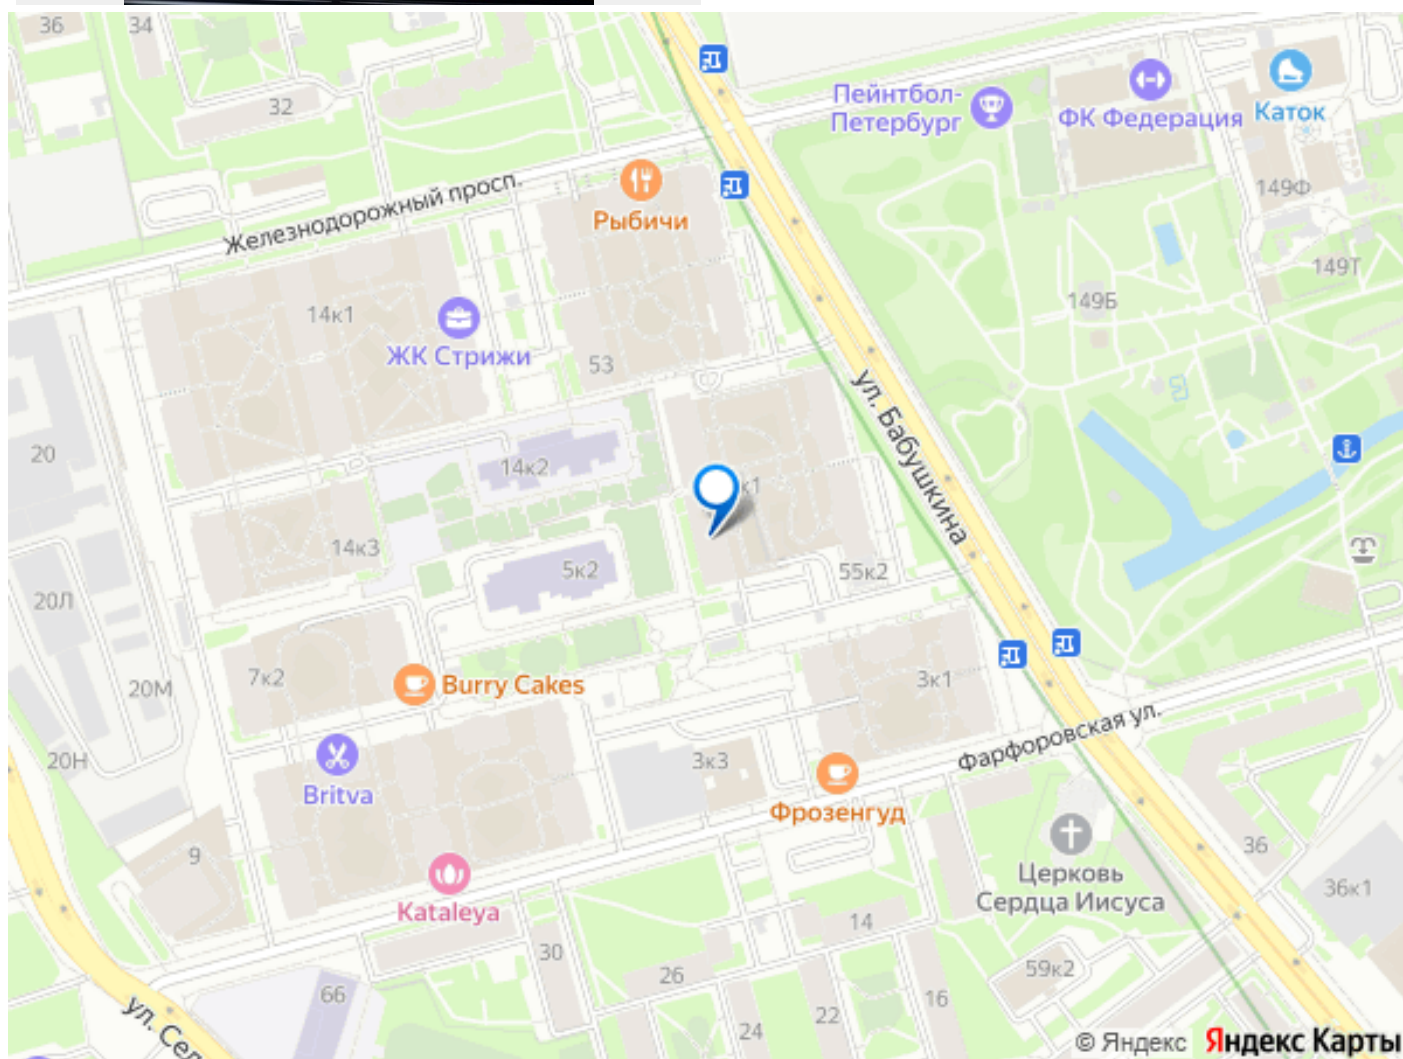 36
34
32
Пейнтбол-
Петербург
ФК Федерация
Каток
149Ф
Рыбичи
Железнодорожный просп.
149Т
149Б
14к1
ЖК Стрижи
53
ул. Бабушкина
20
14к2
к1
14к3
5к2
55к2
20Л
7к2
20М
Burry Cakes
3к1
Фарфоровская ул.
20Н
Britva
3к3
Фрозенгуд
9
36
Церковь
Сердца Иисуса
36к1
Kataleya
14
30
26
59к2
66
16
22
24
ул. Сел
© Яндекс Яндекс Карты